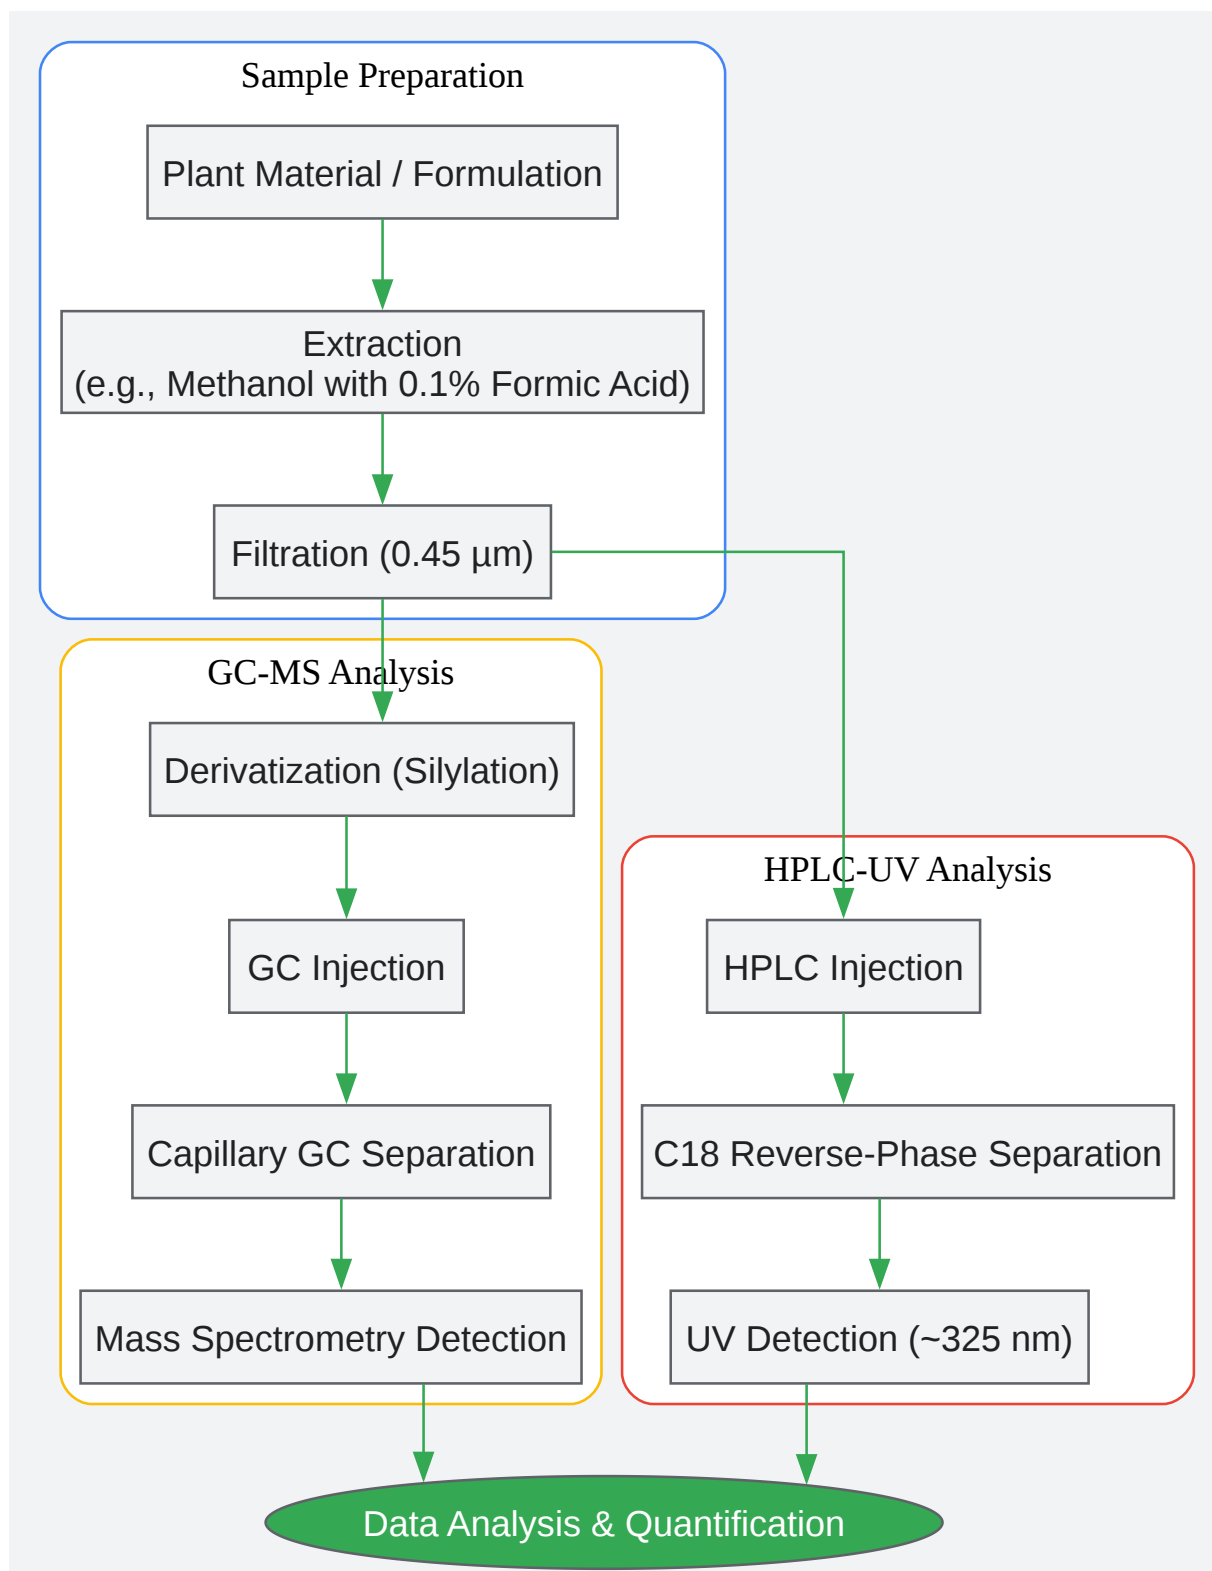 Sample Preparation
Plant Material / Formulation
Extraction
(e.g., Methanol with 0.1% Formic Acid)
Filtration (0.45 µm)
GC-MS Analysis
Derivatization (Silylation)
GC Injection
Capillary GC Separation
Mass Spectrometry Detection
HPLC-UV Analysis
HPLC Injection
C18 Reverse-Phase Separation
UV Detection (~325 nm)
Data Analysis & Quantification